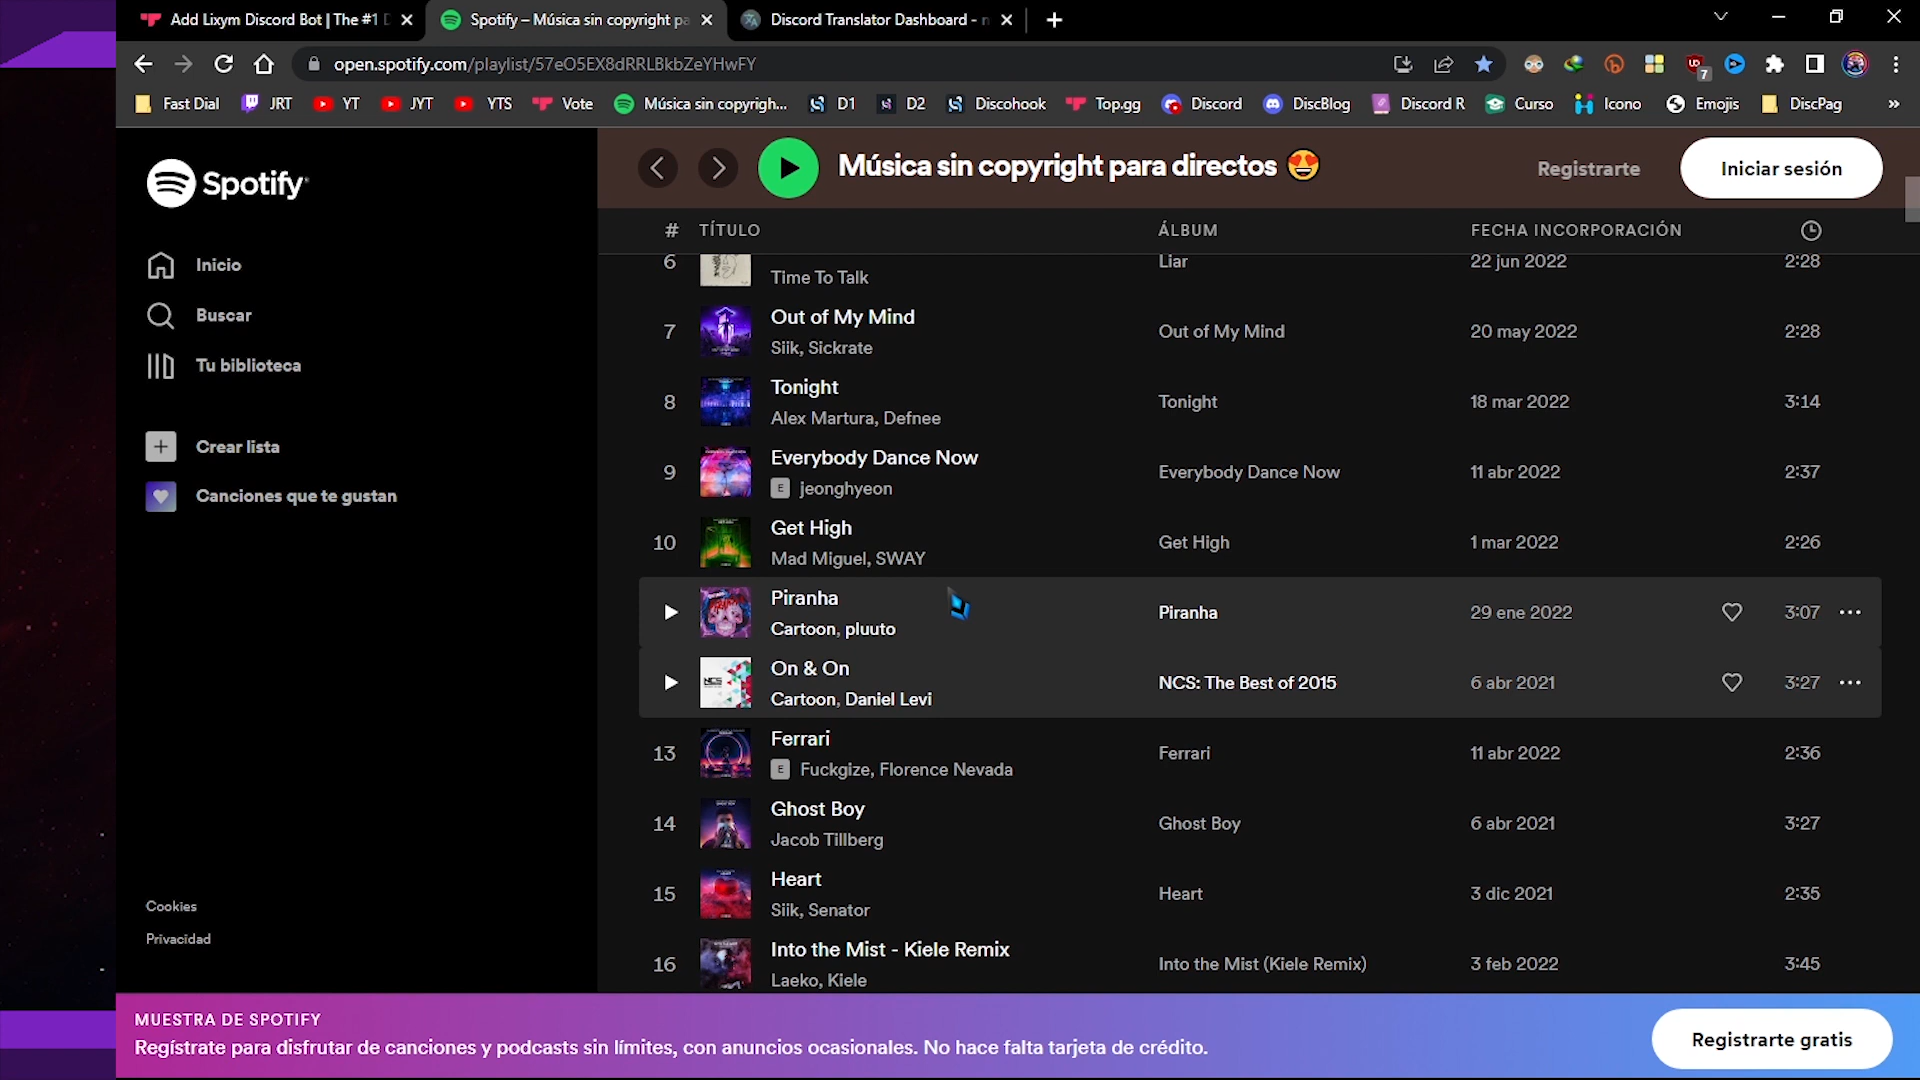 Add Lixym Discord Bot | The #1
Spotify – Música sin copyright pa
Discord Translator Dashboard -
open.spotify.com/playlist/57eO5EX8dRRLBkbZeYHwFY
7
Fast Dial
JRT
YT
JYT
YTS
Vote
Música sin copyrigh...
D1
D2
Discohook
Top.gg
Discord
DiscBlog
Discord R
Curso
Icono
Emojis
DiscPag
»
Spotify
Música sin copyright para directos 😍
Registrarte
Iniciar sesión
Inicio
Buscar
Tu biblioteca
Crear lista
Canciones que te gustan
Cookies
Privacidad
# TÍTULO ÁLBUM FECHA INCORPORACIÓN
6 Liar 22 jun 2022 2:28
Time To Talk
Out of My Mind
7 Out of My Mind 20 may 2022 2:28
Siik, Sickrate
Tonight
8 Tonight 18 mar 2022 3:14
Alex Martura, Defnee
Everybody Dance Now
9 Everybody Dance Now 11 abr 2022 2:37
E jeonghyeon
Get High
10 Get High 1 mar 2022 2:26
Mad Miguel, SWAY
Piranha
Piranha 29 ene 2022 3:07 ...
Cartoon, pluuto
On & On
NCS NCS: The Best of 2015 6 abr 2021 3:27 ...
Cartoon, Daniel Levi
Ferrari
13 Ferrari 11 abr 2022 2:36
E Fuckgize, Florence Nevada
Ghost Boy
14 Ghost Boy 6 abr 2021 3:27
Jacob Tillberg
Heart
15 Heart 3 dic 2021 2:35
Siik, Senator
Into the Mist - Kiele Remix
16 Into the Mist (Kiele Remix) 3 feb 2022 3:45
Laeko, Kiele
MUESTRA DE SPOTIFY
Regístrate para disfrutar de canciones y podcasts sin límites, con anuncios ocasionales. No hace falta tarjeta de crédito.
Registrarte gratis